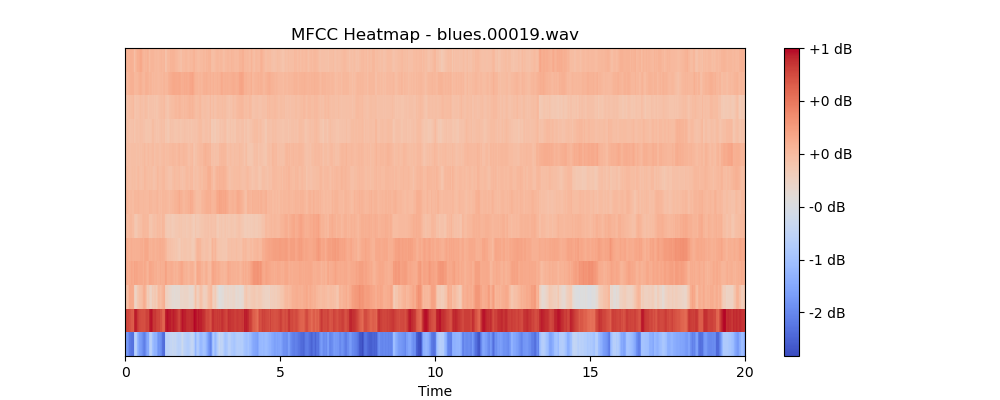 MFCC Heatmap - blues.00019.wav
+1 dB
+0 dB
+0 dB
-0 dB
-1 dB
-2 dB
0 5 10 15 20
Time